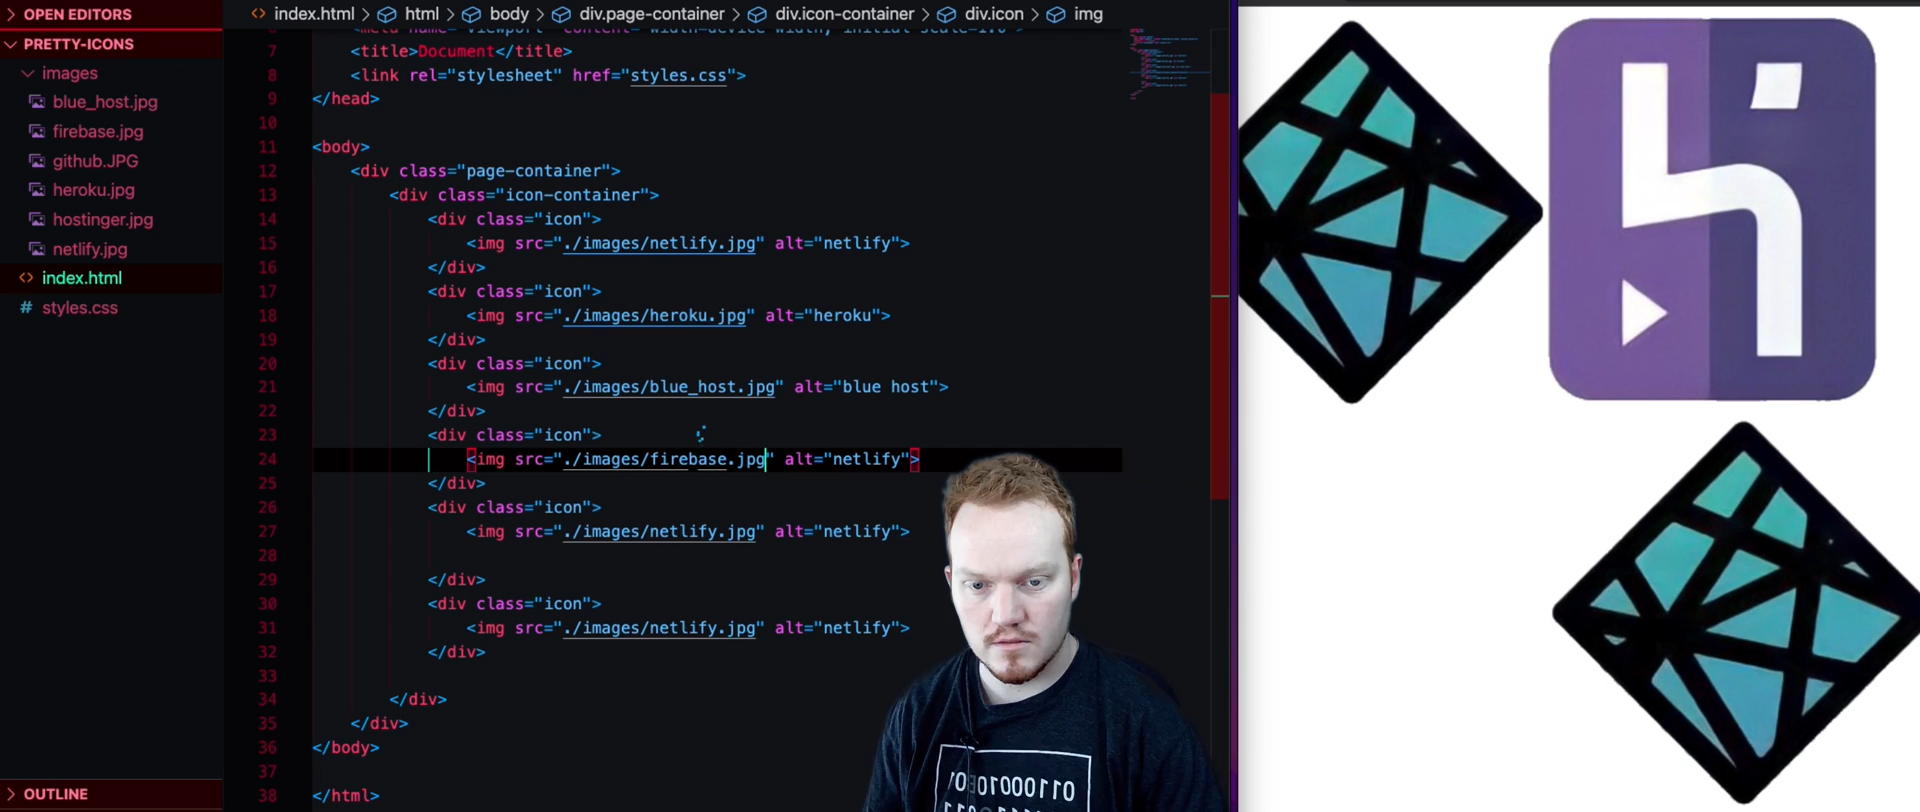 OPEN EDITORS
PRETTY-ICONS
images
blue_host.jpg
firebase.jpg
github.JPG
heroku.jpg
hostinger.jpg
netlify.jpg
index.html
styles.css
OUTLINE
index.html > html > body > div.page-container > div.icon-container > div.icon > img
7 <title>Document</title>
8 <link rel="stylesheet" href="styles.css">
9 </head>
10
11 <body>
12 <div class="page-container">
13 <div class="icon-container">
14 <div class="icon">
15 <img src="./images/netlify.jpg" alt="netlify">
16 </div>
17 <div class="icon">
18 <img src="./images/heroku.jpg" alt="heroku">
19 </div>
20 <div class="icon">
21 <img src="./images/blue_host.jpg" alt="blue host">
22 </div>
23 <div class="icon">
24 <img src="./images/firebase.jpg" alt="netlify">
25 </div>
26 <div class="icon">
27 <img src="./images/netlify.jpg" alt="netlify">
28
29 </div>
30 <div class="icon">
31 <img src="./images/netlify.jpg" alt="netlify">
32 </div>
33
34 </div>
35 </div>
36 </body>
37
38 </html>